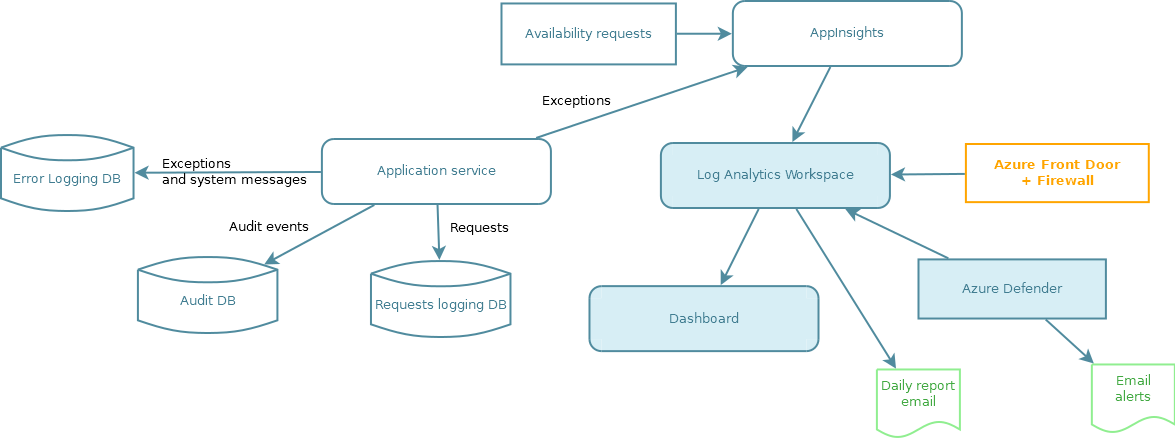 Availability requests
AppInsights
Exceptions
Exceptions
and system messages
Error Logging DB
Application service
Log Analytics Workspace
Azure Front Door
+ Firewall
Audit events
Requests
Audit DB
Requests logging DB
Dashboard
Azure Defender
Daily report
email
Email
alerts